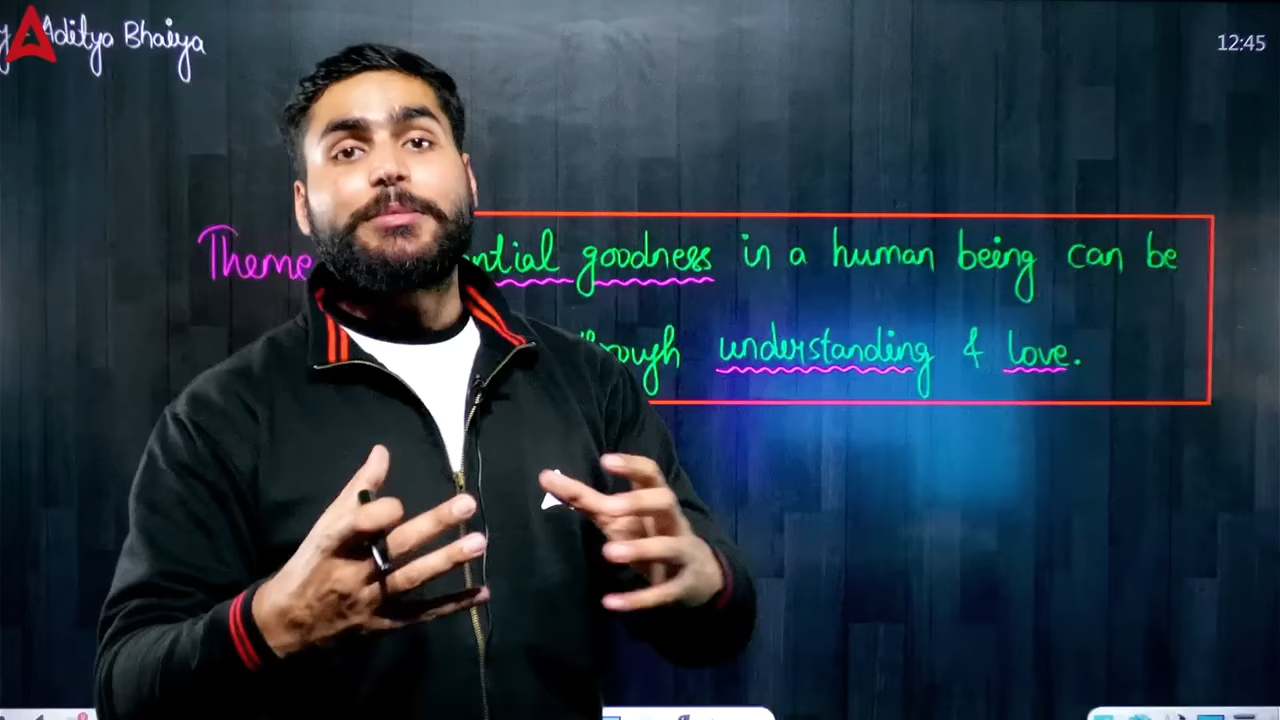 Aditya Bhaiya
12:45
Theme
goodness in a human being can be
understanding & love.